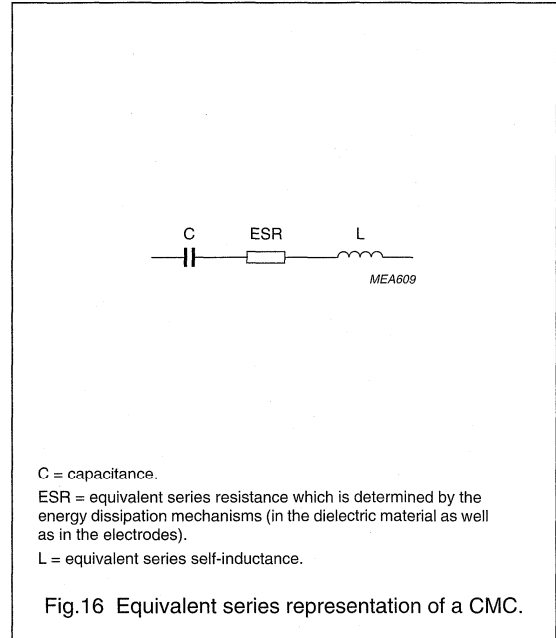 C ESR L
MEA609
C = capacitance.
ESR = equivalent series resistance which is determined by the
energy dissipation mechanisms (in the dielectric material as well
as in the electrodes).
L = equivalent series self-inductance.
Fig.16 Equivalent series representation of a CMC.